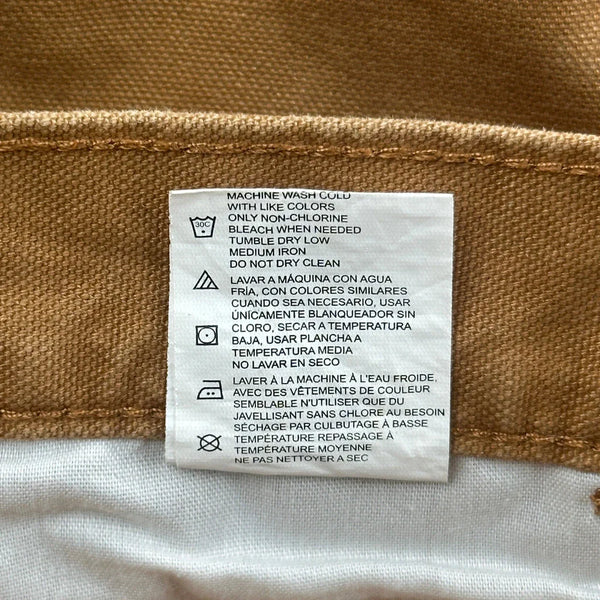 MACHINE WASH COLD
WITH LIKE COLORS
30C
ONLY NON-CHLORINE
BLEACH WHEN NEEDED
TUMBLE DRY LOW
MEDIUM IRON
DO NOT DRY CLEAN
LAVAR A MÁQUINA CON AGUA
FRÍA, CON COLORES SIMILARES
CUANDO SEA NECESARIO, USAR
ÚNICAMENTE BLANQUEADOR SIN
CLORO, SECAR A TEMPERATURA
BAJA, USAR PLANCHA A
TEMPERATURA MEDIA
NO LAVAR EN SECO
LAVER À LA MACHINE À L'EAU FROIDE,
AVEC DES VÊTEMENTS DE COULEUR
SEMBLABLE N'UTILISER QUE DU
JAVELLISANT SANS CHLORE AU BESOIN
SÉCHAGE PAR CULBUTAGE À BASSE
TEMPÉRATURE REPASSAGE À
TEMPÉRATURE MOYENNE
NE PAS NETTOYER A SEC